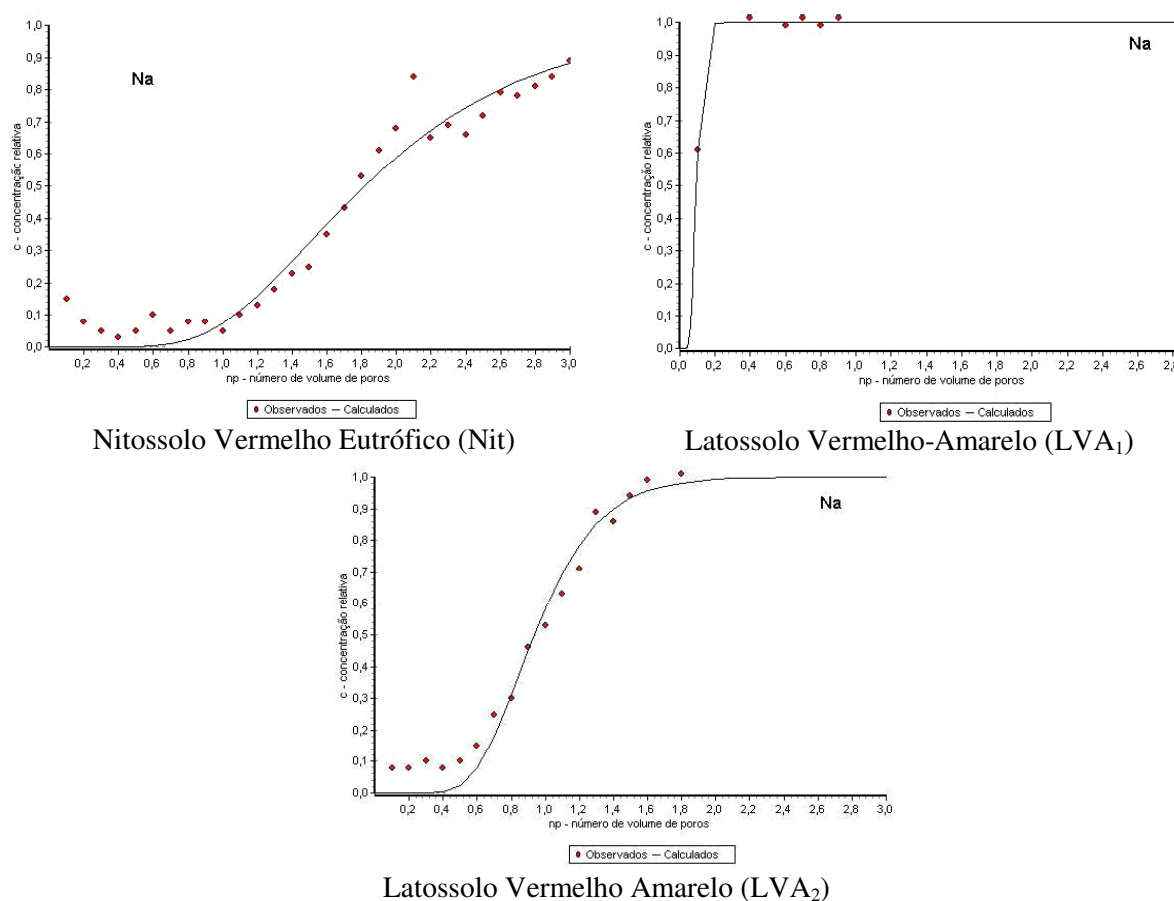 1,0
0,9
0,8
0,7
0,6
0,5
0,4
0,3
0,2
0,1
0,0
c - concentração relativa
Na
0,2 0,4 0,6 0,8 1,0 1,2 1,4 1,6 1,8 2,0 2,2 2,4 2,6 2,8 3,0
np - número de volume de poros
Observados — Calculados
Nitossolo Vermelho Eutrófico (Nit)
1,0
0,9
0,8
0,7
0,6
0,5
0,4
0,3
0,2
0,1
0,0
c - concentração relativa
Na
0,0 0,2 0,4 0,6 0,8 1,0 1,2 1,4 1,6 1,8 2,0 2,2 2,4 2,6 2,8
np - número de volume de poros
Observados — Calculados
Latossolo Vermelho-Amarelo (LVA₁)
1,0
0,9
0,8
0,7
0,6
0,5
0,4
0,3
0,2
0,1
0,0
c - concentração relativa
Na
0,2 0,4 0,6 0,8 1,0 1,2 1,4 1,6 1,8 2,0 2,2 2,4 2,6 2,8 3,0
np - número de volume de poros
Observados — Calculados
Latossolo Vermelho Amarelo (LVA₂)